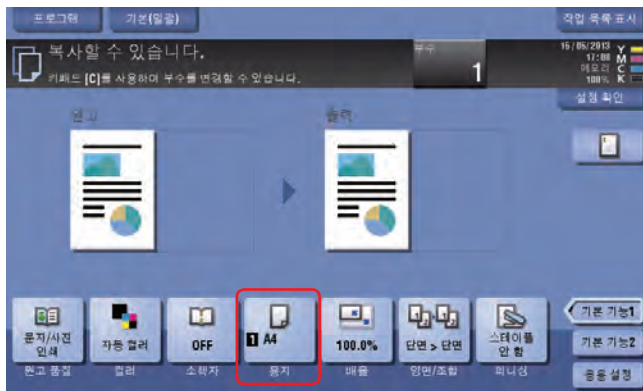 프로그램
기본(일괄)
작업 목록 표시
복사할 수 있습니다.
키패드 [C]를 사용하여 부수를 변경할 수 있습니다.
부수
1
15/05/2013
17:08
메모리
100%
Y
M
C
K
설정 확인
원고
출력
문자/사진
인쇄
원고 품질
자동 컬러
컬러
OFF
소책자
1 A4
용지
100.0%
배율
단면 > 단면
양면/조합
스테이플
안 함
피니싱
기본 기능1
기본 기능2
응용 설정